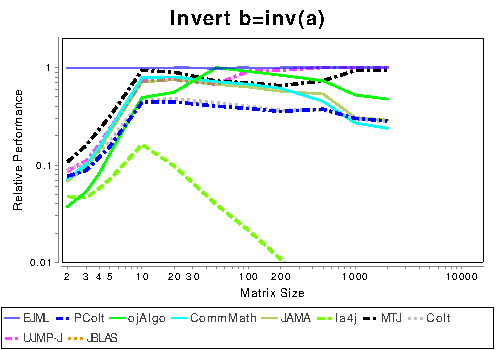 Invert b=inv(a)
1
0.1
0.01
Relative Performance
2 3 4 5 10 20 30 100 200 1000 2000 10000
Matrix Size
EJML PColt ojAlgo CommMath JAMA la4j MTJ Colt
UJMP-J JBLAS